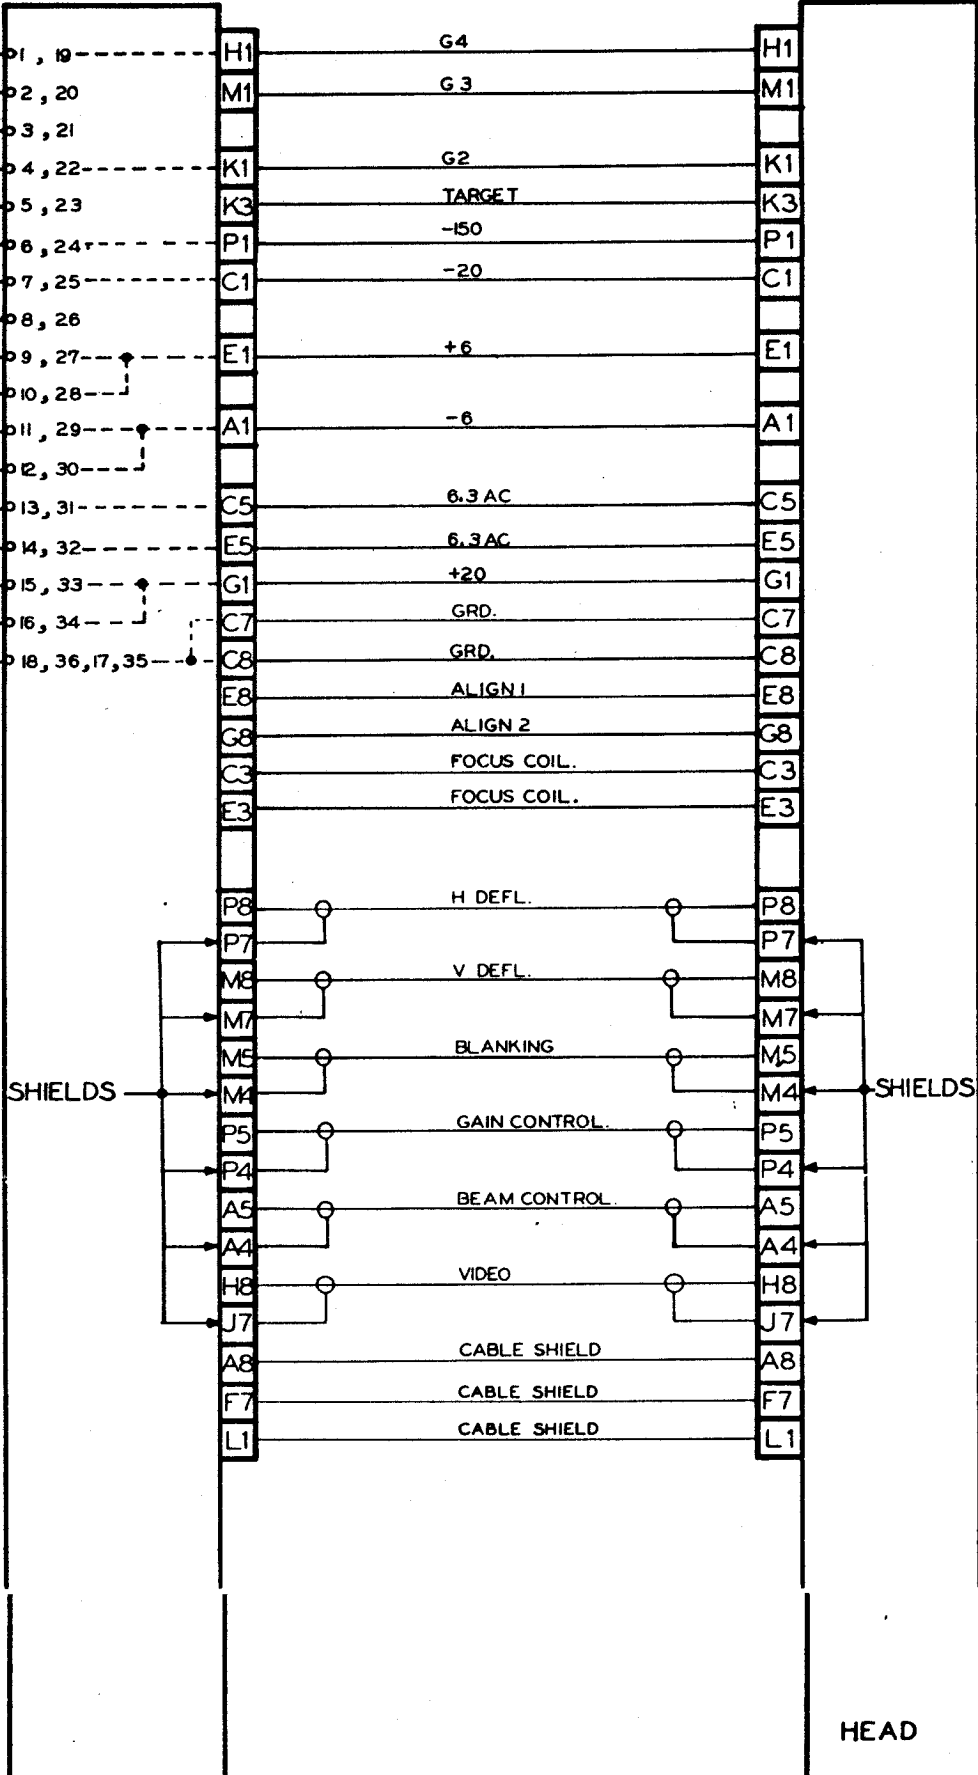 1, 19 H1 G4 H1
2, 20 M1 G3 M1
3, 21
4, 22 K1 G2 K1
5, 23 K3 TARGET K3
6, 24 P1 -150 P1
7, 25 C1 -20 C1
8, 26
9, 27 E1 +6 E1
10, 28
11, 29 A1 -6 A1
12, 30
13, 31 C5 6.3 AC C5
14, 32 E5 6.3 AC E5
15, 33 G1 +20 G1
16, 34 C7 GRD. C7
18, 36, 17, 35 C8 GRD. C8
E8 ALIGN 1 E8
G8 ALIGN 2 G8
C3 FOCUS COIL. C3
E3 FOCUS COIL. E3
P8 H DEFL. P8
P7 P7
M8 V DEFL. M8
M7 M7
M5 BLANKING M5
SHIELDS M4 M4 SHIELDS
P5 GAIN CONTROL. P5
P4 P4
A5 BEAM CONTROL. A5
A4 A4
H8 VIDEO H8
J7 J7
A8 CABLE SHIELD A8
F7 CABLE SHIELD F7
L1 CABLE SHIELD L1
HEAD